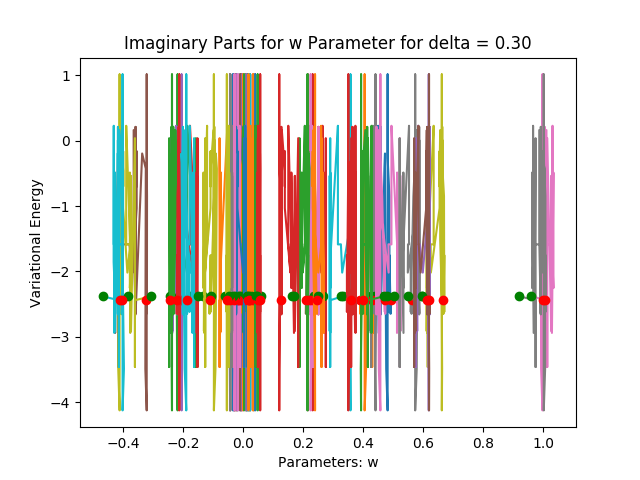 Imaginary Parts for w Parameter for delta = 0.30
Variational Energy
1
0
−1
−2
−3
−4
−0.4 −0.2 0.0 0.2 0.4 0.6 0.8 1.0
Parameters: w